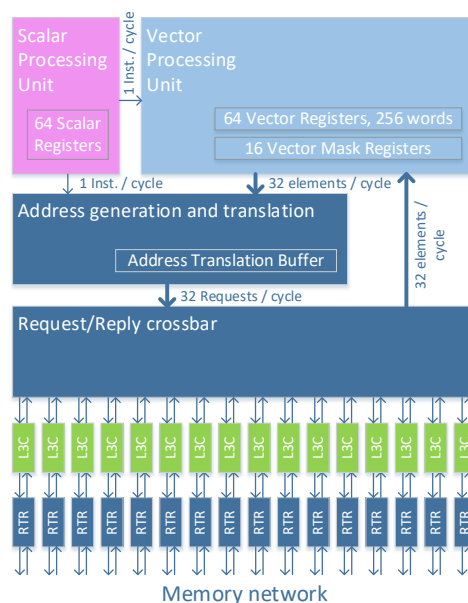 Scalar
Processing
Unit
64 Scalar
Registers
1 Inst. / cycle
Vector
Processing
Unit
64 Vector Registers, 256 words
16 Vector Mask Registers
1 Inst. / cycle
32 elements / cycle
32 elements /
cycle
Address generation and translation
Address Translation Buffer
32 Requests / cycle
Request/Reply crossbar
L3C L3C L3C L3C L3C L3C L3C L3C L3C L3C L3C L3C L3C L3C L3C L3C
RTR RTR RTR RTR RTR RTR RTR RTR RTR RTR RTR RTR RTR RTR RTR RTR
Memory network